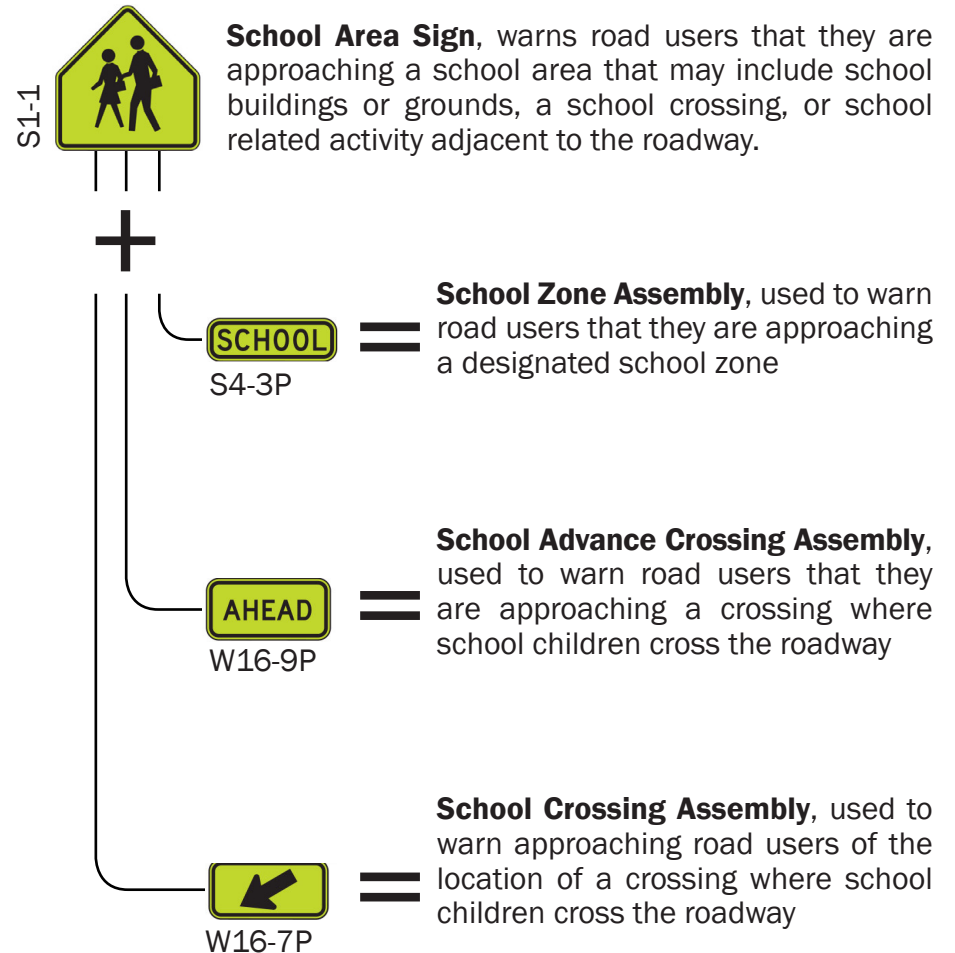 S1-1
School Area Sign, warns road users that they are
approaching a school area that may include school
buildings or grounds, a school crossing, or school
related activity adjacent to the roadway.
SCHOOL
S4-3P
School Zone Assembly, used to warn
road users that they are approaching
a designated school zone
AHEAD
W16-9P
School Advance Crossing Assembly,
used to warn road users that they
are approaching a crossing where
school children cross the roadway
W16-7P
School Crossing Assembly, used to
warn approaching road users of the
location of a crossing where school
children cross the roadway